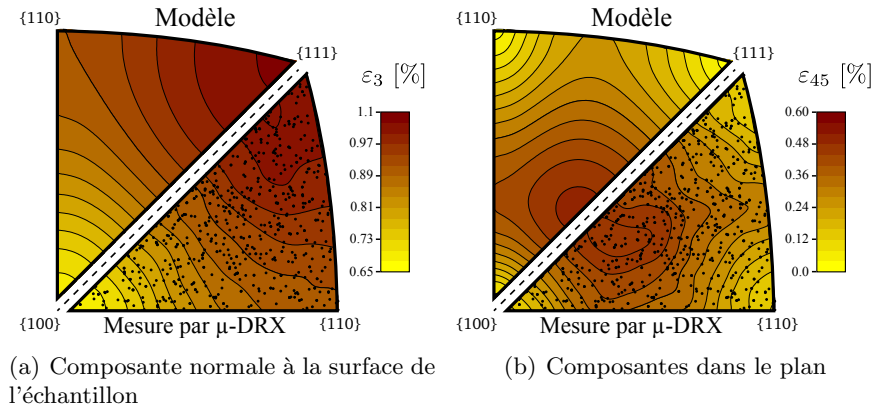 Modèle
{110}
{111}
ε₃ [%]
1.1
0.97
0.89
0.81
0.73
0.65
{100}
Mesure par μ-DRX
{110}
(a) Composante normale à la surface de
l'échantillon
Modèle
{110}
{111}
ε₄₅ [%]
0.60
0.48
0.36
0.24
0.12
0.0
{100}
Mesure par μ-DRX
{110}
(b) Composantes dans le plan